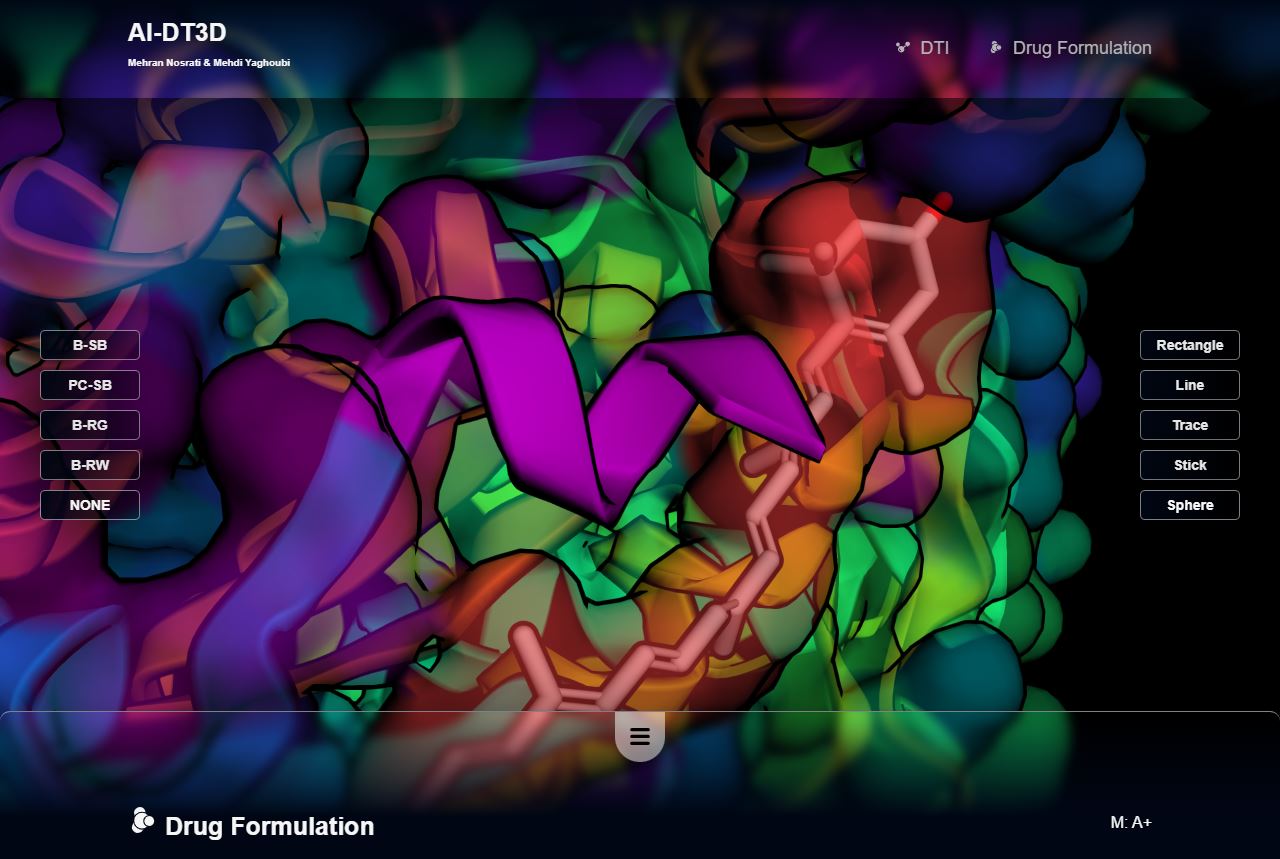 AI-DT3D
Mehran Nosrati & Mehdi Yaghoubi
DTI
Drug Formulation
B-SB
PC-SB
B-RG
B-RW
NONE
Rectangle
Line
Trace
Stick
Sphere
Drug Formulation
M: A+